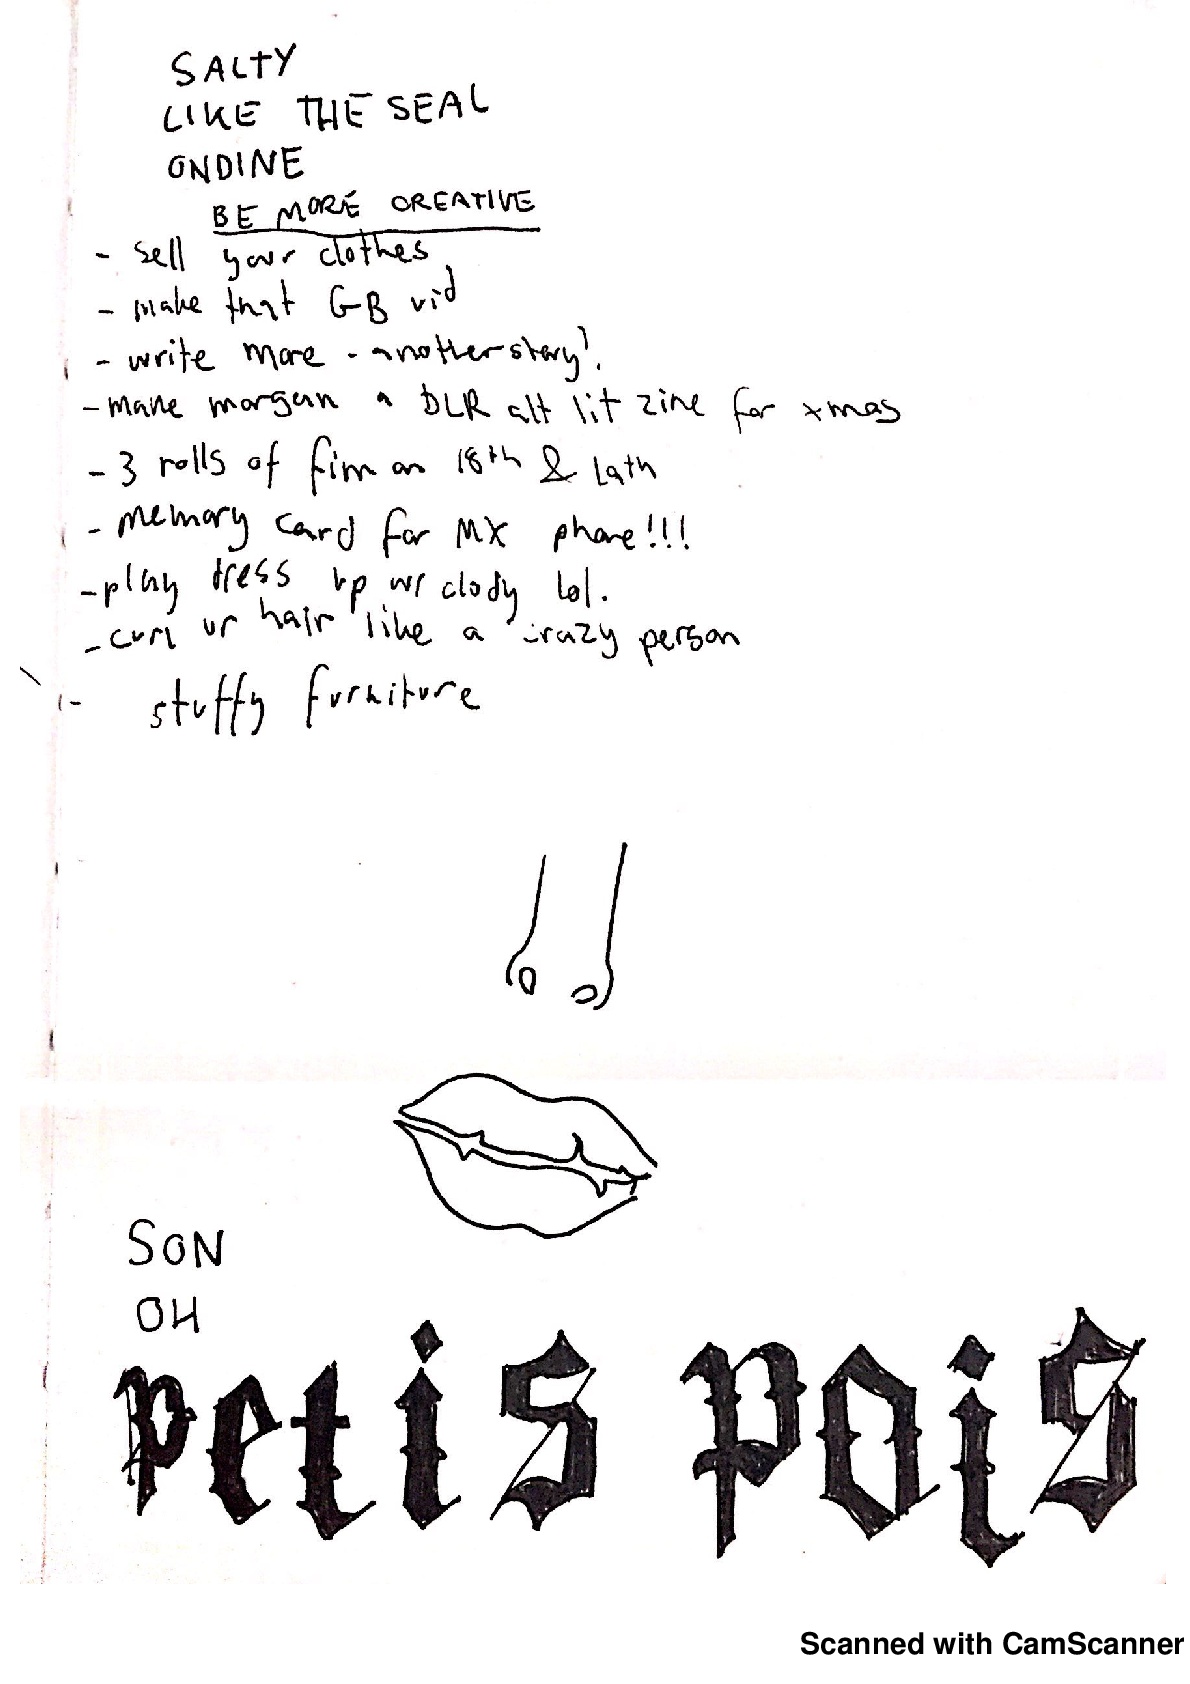 SALTY
LIKE THE SEAL
ONDINE
BE MORE CREATIVE
- sell your clothes
- make that GB vid
- write more - another story?
- make morgan a DLR alt lit zine for xmas
- 3 rolls of fim on 18th &
- memory card for MX phone!!!
- play dress up w/ clody lol.
- curl ur hair like a crazy person
- stuffy furniture
SON
OH
petis pois
Scanned with CamScanner